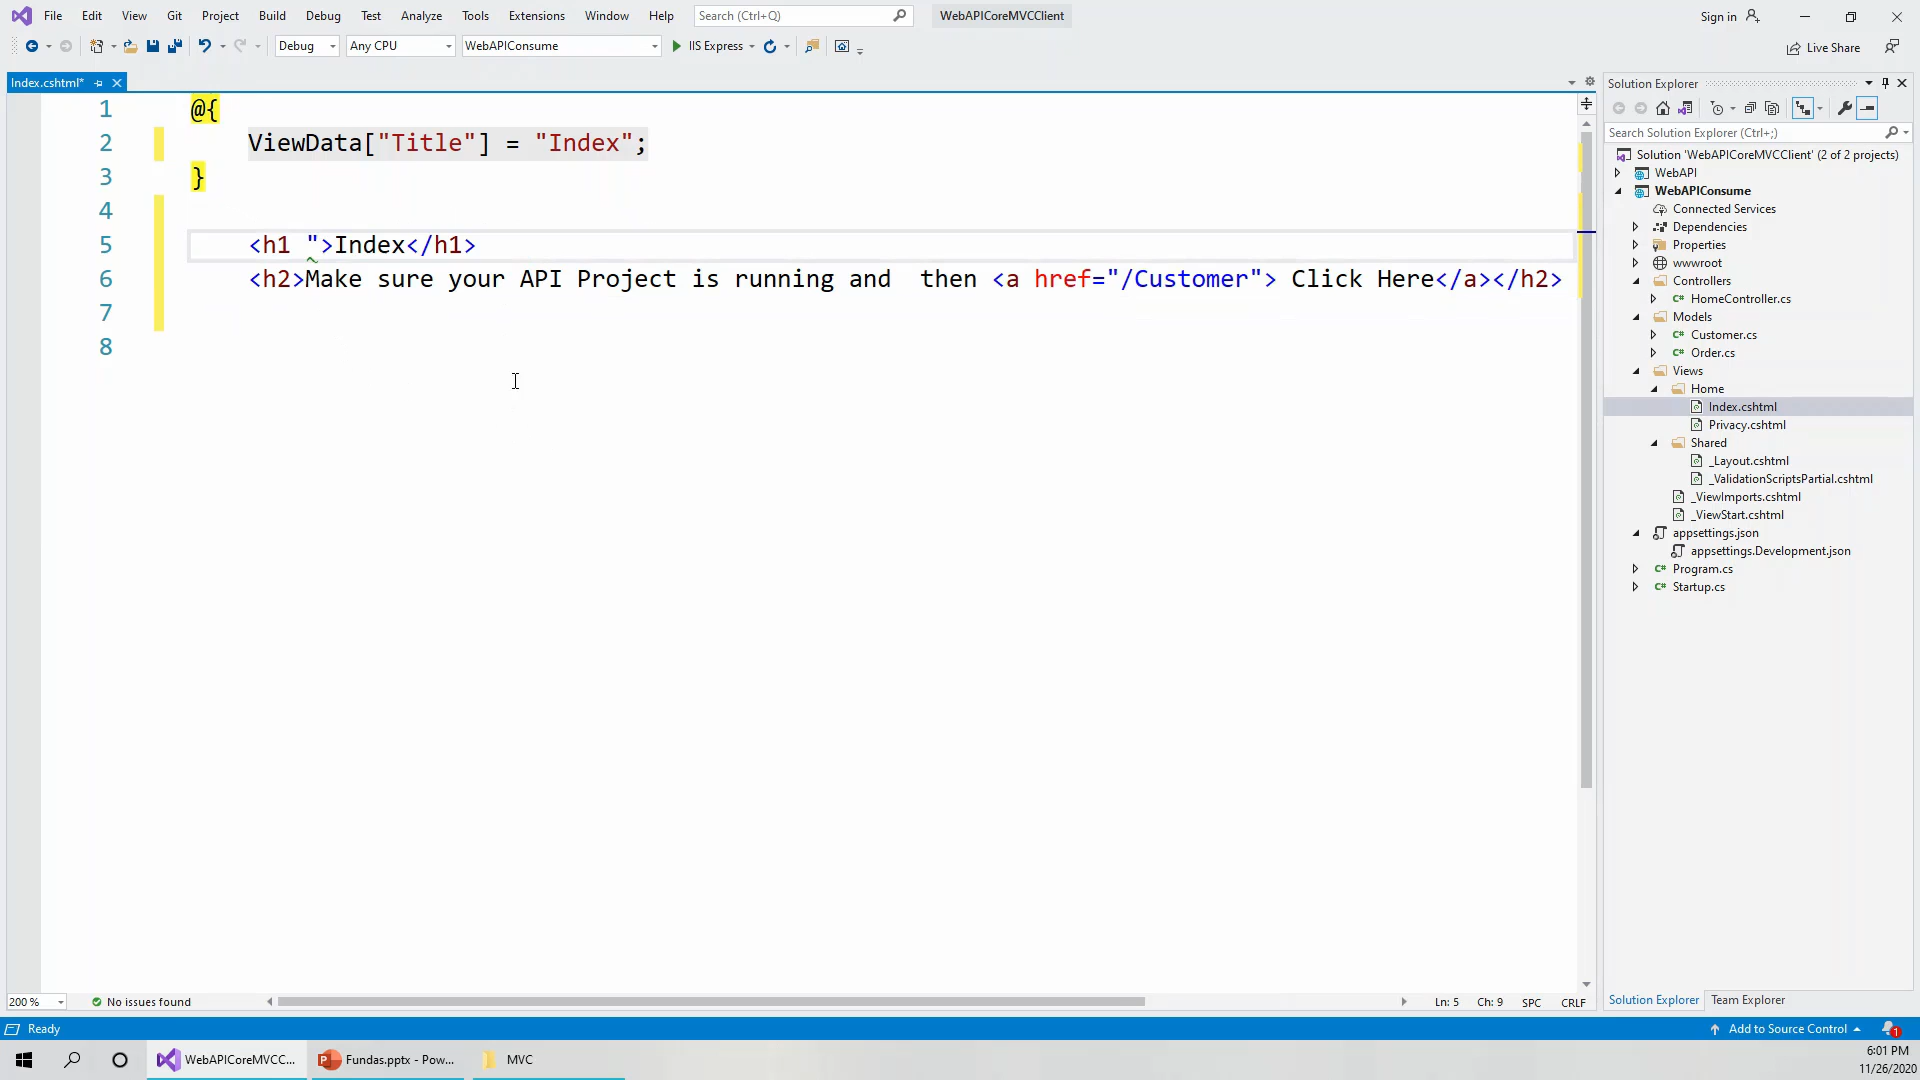 File Edit View Git Project Build Debug Test Analyze Tools Extensions Window Help Search (Ctrl+Q) WebAPICoreMVCClient Sign in
Debug Any CPU WebAPIConsume IIS Express Live Share
Index.cshtml*
1 @{
2 ViewData["Title"] = "Index";
3 }
4
5 <h1 ">Index</h1>
6 <h2>Make sure your API Project is running and  then <a href="/Customer"> Click Here</a></h2>
7
8
200 % No issues found Ln: 5 Ch: 9 SPC CRLF
Solution Explorer
Search Solution Explorer (Ctrl+;)
Solution 'WebAPICoreMVCClient' (2 of 2 projects)
WebAPI
WebAPIConsume
Connected Services
Dependencies
Properties
wwwroot
Controllers
C# HomeController.cs
Models
C# Customer.cs
C# Order.cs
Views
Home
Index.cshtml
Privacy.cshtml
Shared
_Layout.cshtml
_ValidationScriptsPartial.cshtml
_ViewImports.cshtml
_ViewStart.cshtml
appsettings.json
appsettings.Development.json
C# Program.cs
C# Startup.cs
Solution Explorer Team Explorer
Ready Add to Source Control 1
WebAPICoreMVCC... Fundas.pptx - Pow... MVC
6:01 PM
11/26/2020